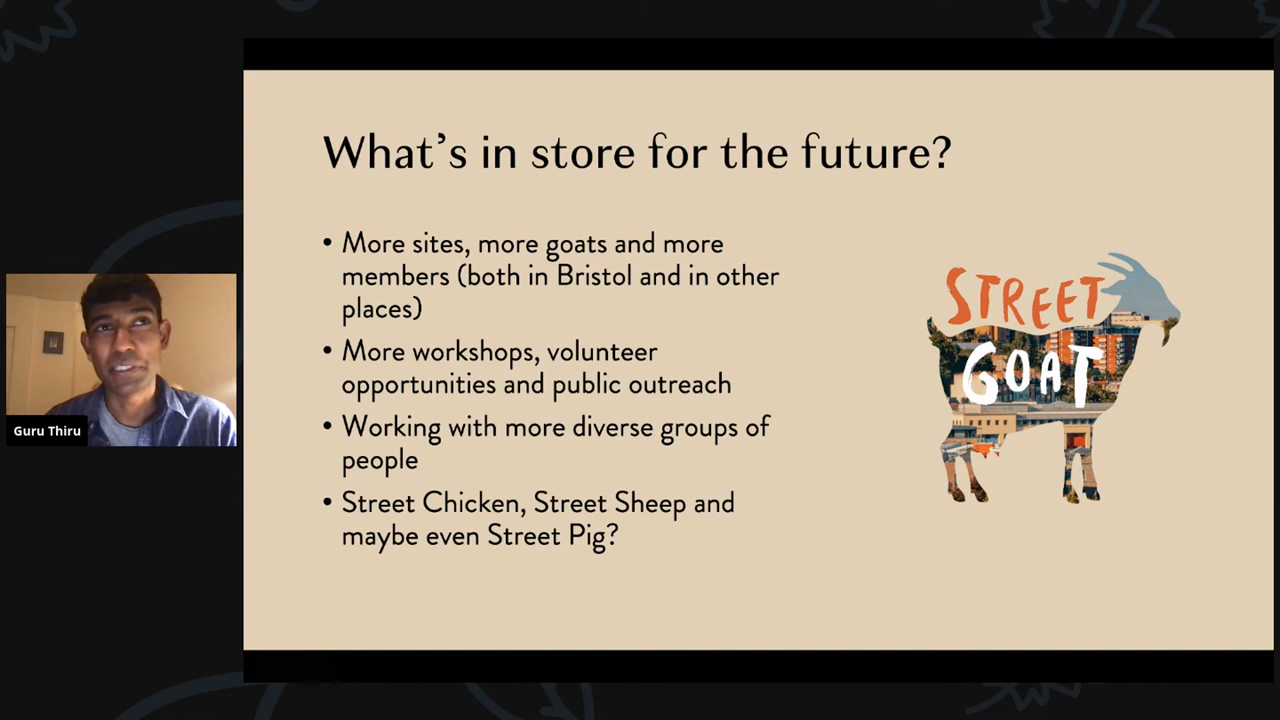 What’s in store for the future?
• More sites, more goats and more
members (both in Bristol and in other
places)
• More workshops, volunteer
opportunities and public outreach
• Working with more diverse groups of
people
• Street Chicken, Street Sheep and
maybe even Street Pig?
STREET
GOAT
Guru Thiru